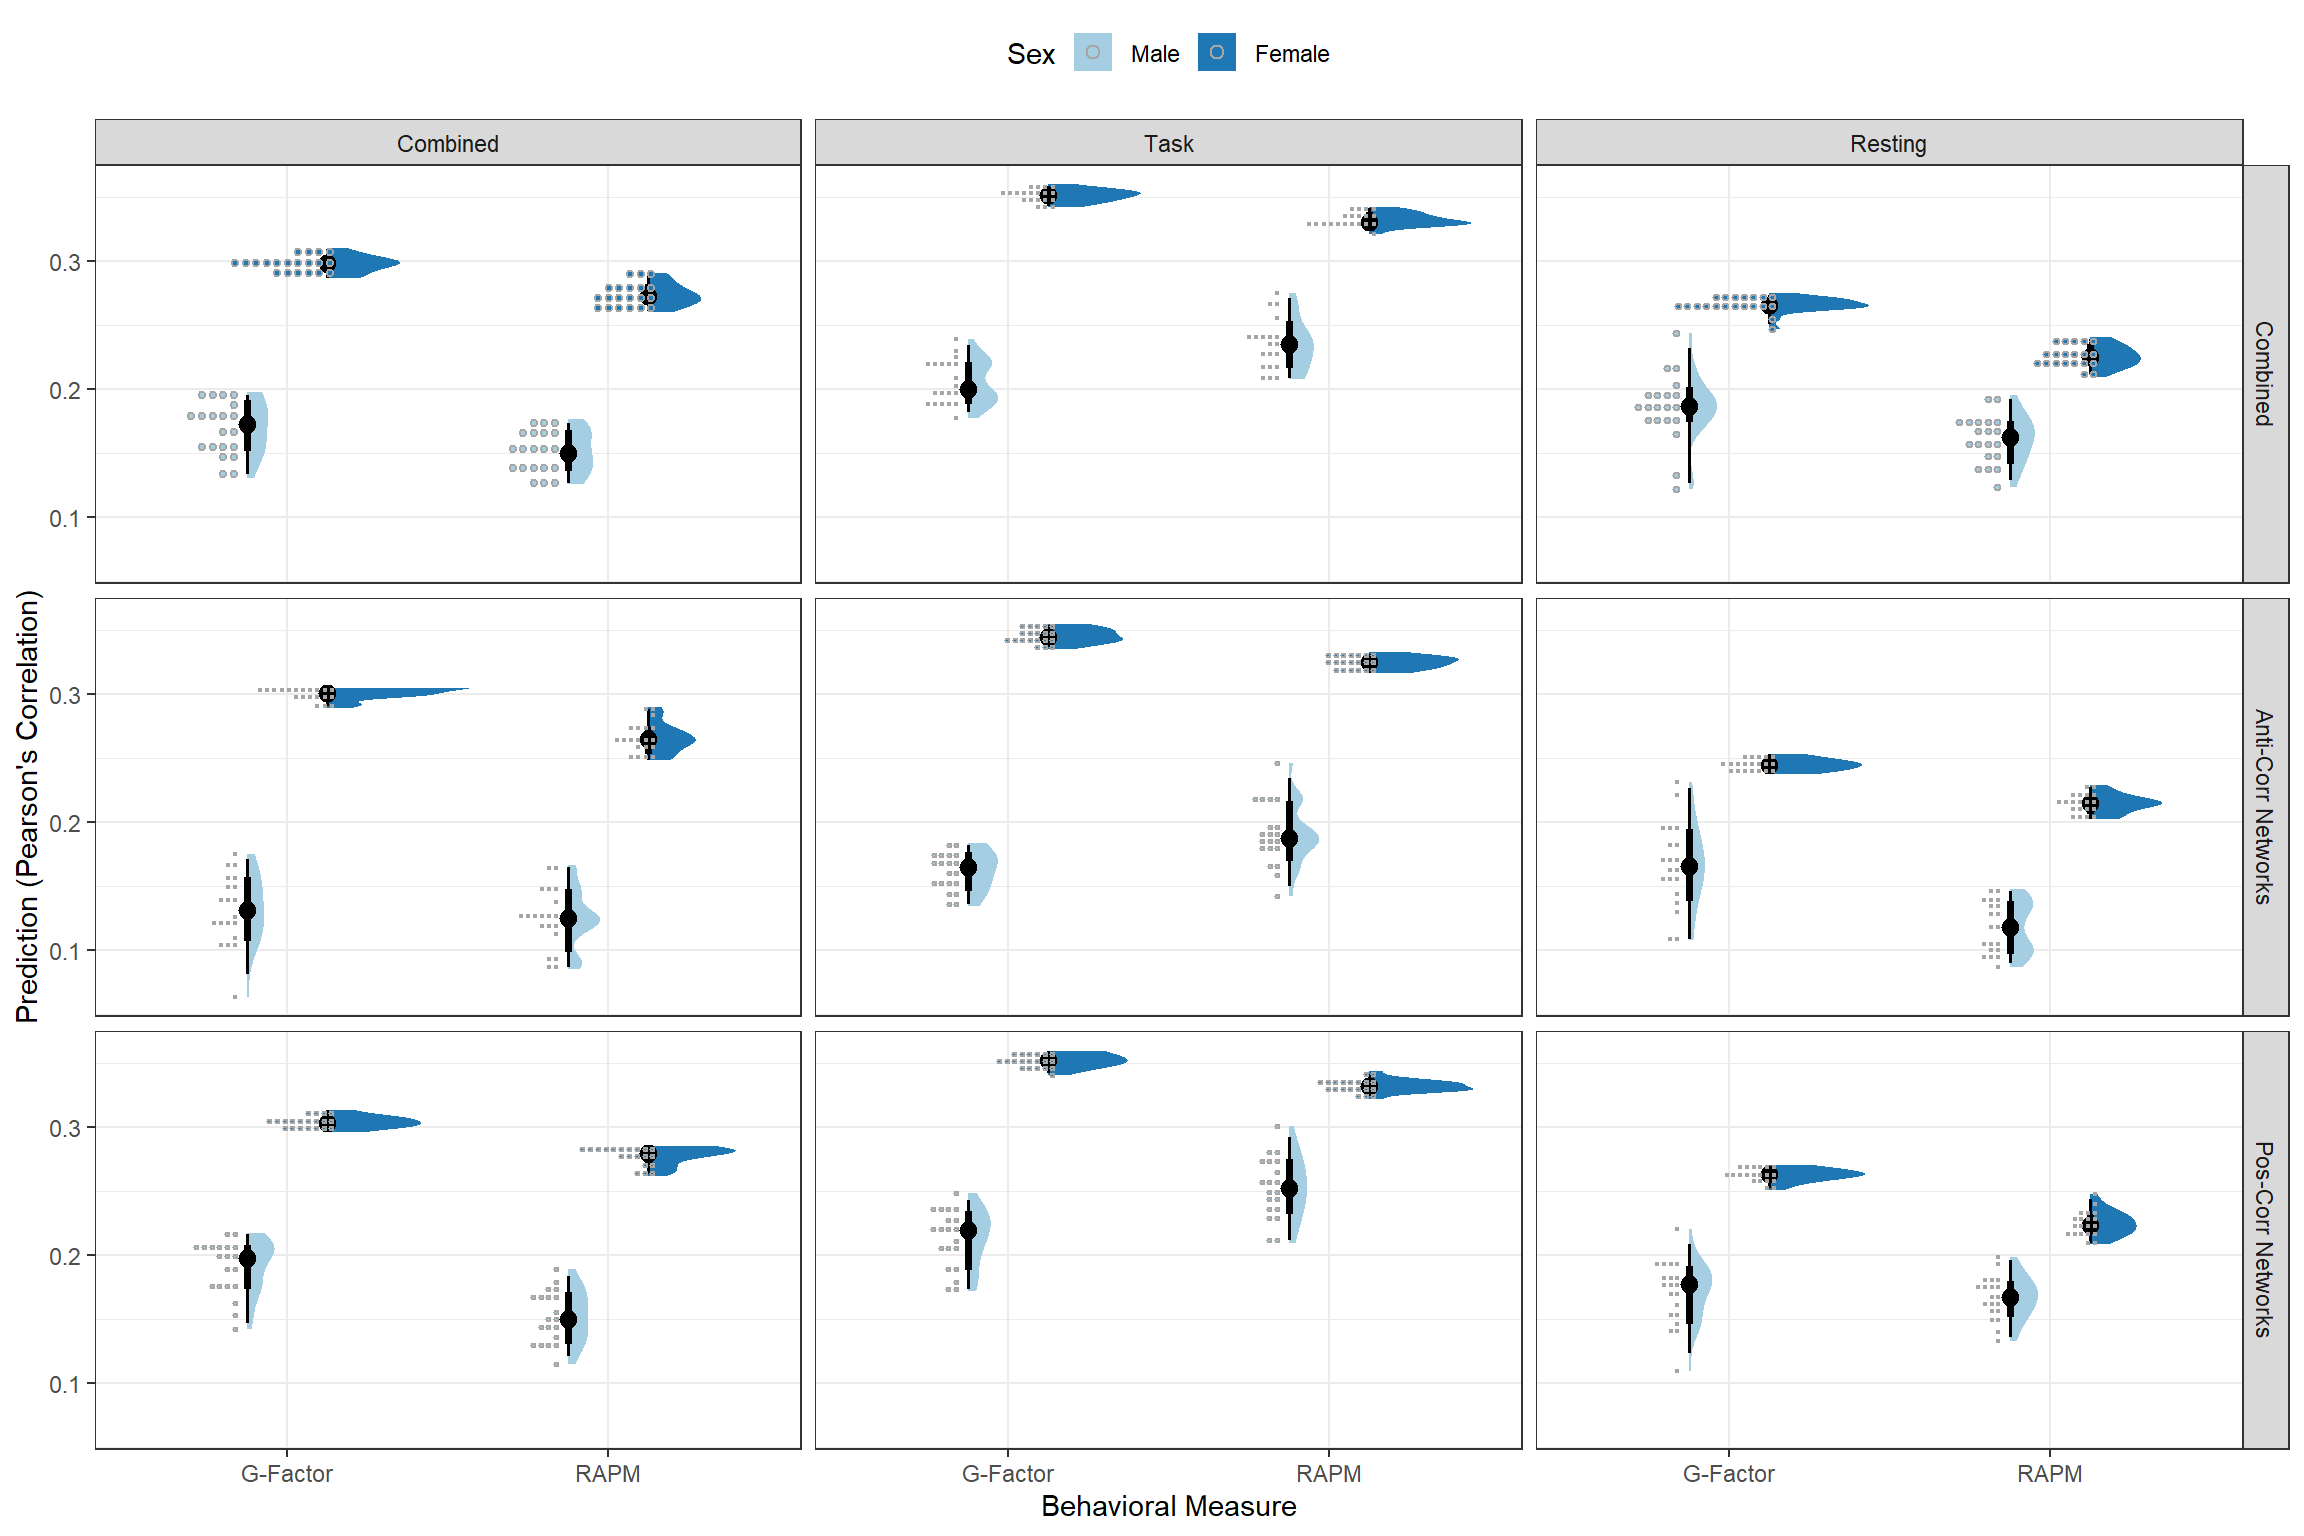 Sex Male Female
Combined Task Resting
0.3
0.2
0.1
Combined
0.3
0.2
0.1
Anti-Corr Networks
0.3
0.2
0.1
Pos-Corr Networks
Prediction (Pearson's Correlation)
G-Factor RAPM G-Factor RAPM G-Factor RAPM
Behavioral Measure